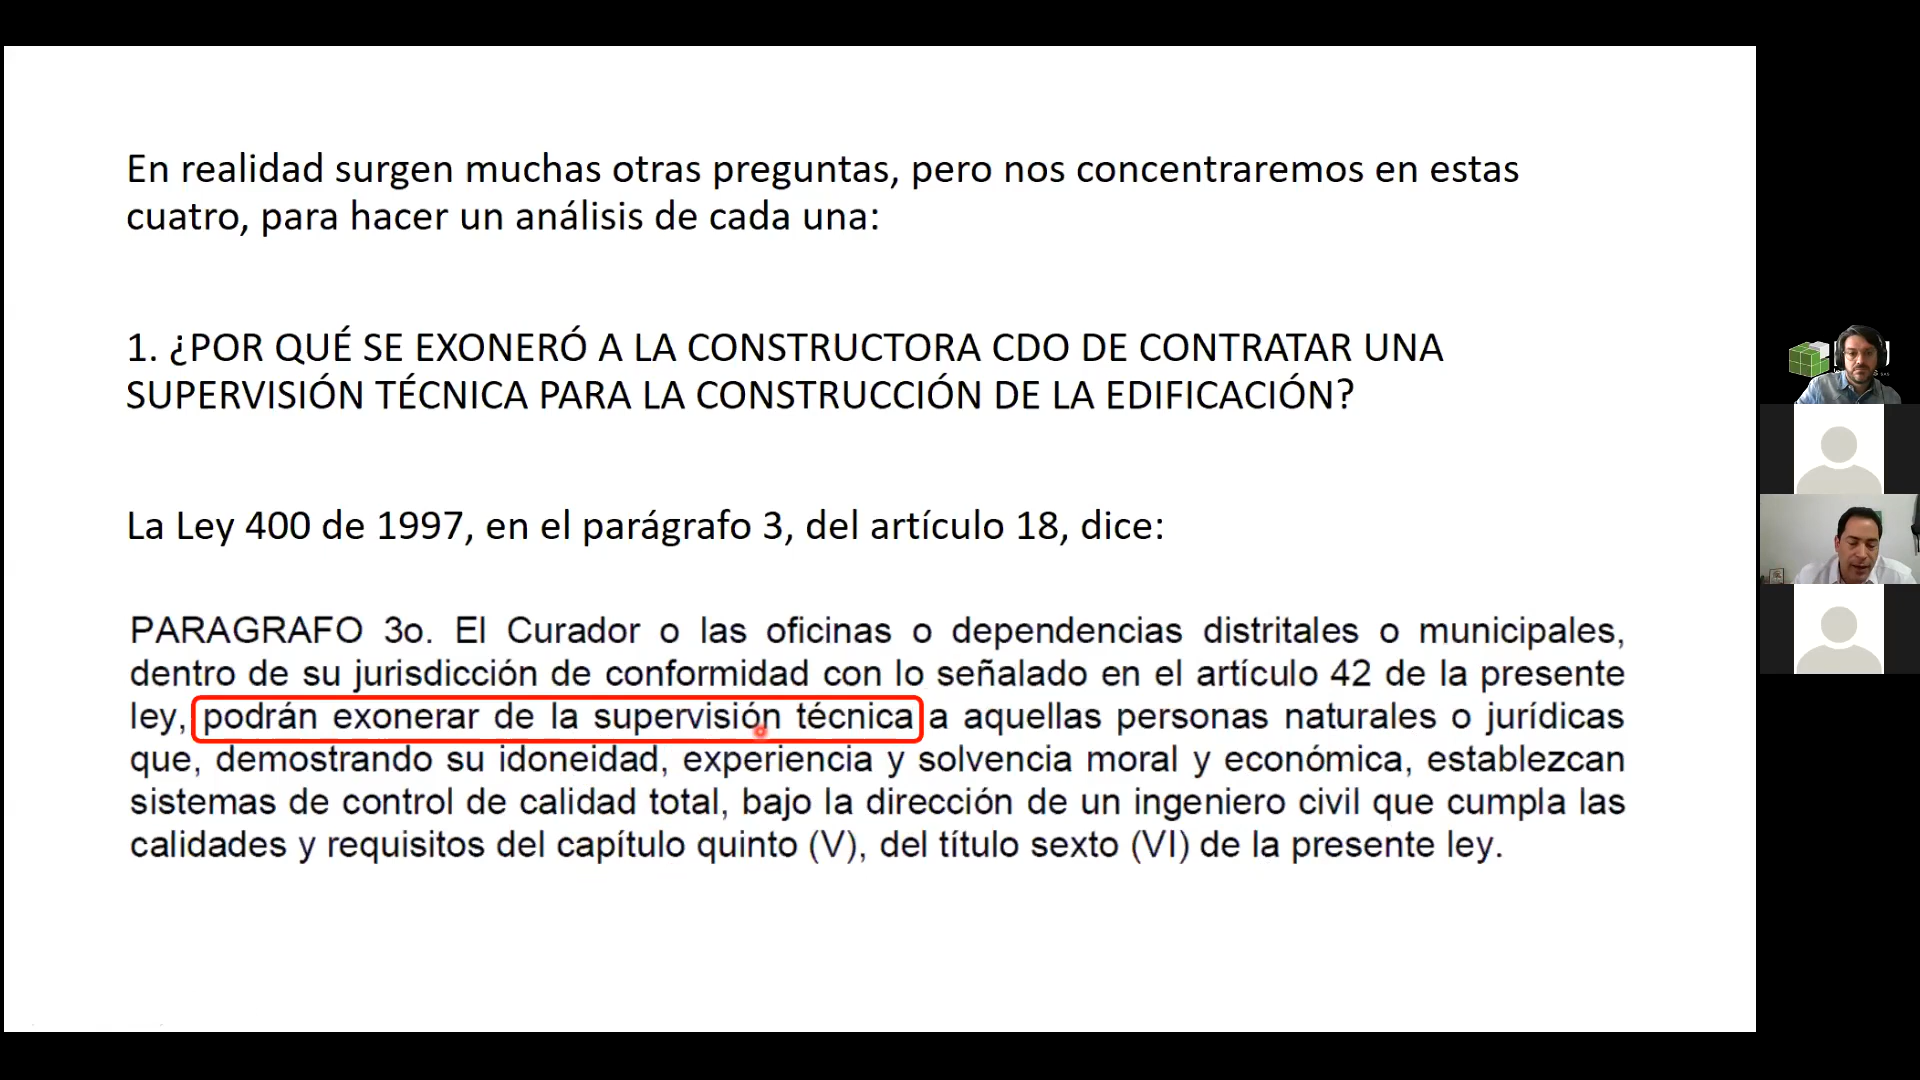 En realidad surgen muchas otras preguntas, pero nos concentraremos en estas
cuatro, para hacer un análisis de cada una:
1. ¿POR QUÉ SE EXONERÓ A LA CONSTRUCTORA CDO DE CONTRATAR UNA
SUPERVISIÓN TÉCNICA PARA LA CONSTRUCCIÓN DE LA EDIFICACIÓN?
La Ley 400 de 1997, en el parágrafo 3, del artículo 18, dice:
PARAGRAFO 3o. El Curador o las oficinas o dependencias distritales o municipales,
dentro de su jurisdicción de conformidad con lo señalado en el artículo 42 de la presente
ley, podrán exonerar de la supervisión técnica a aquellas personas naturales o jurídicas
que, demostrando su idoneidad, experiencia y solvencia moral y económica, establezcan
sistemas de control de calidad total, bajo la dirección de un ingeniero civil que cumpla las
calidades y requisitos del capítulo quinto (V), del título sexto (VI) de la presente ley.